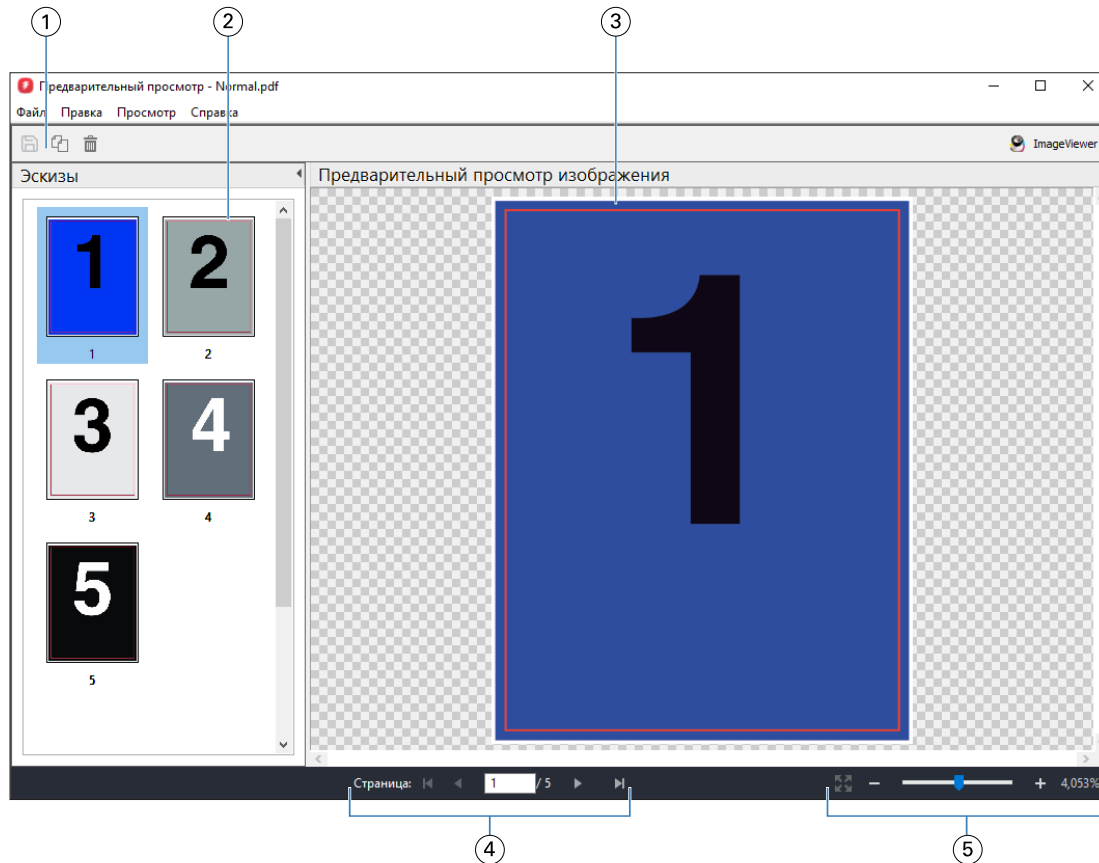 1 2 3
Предварительный просмотр - Normal.pdf
Файл Правка Просмотр Справка
ImageViewer
Эскизы
Предварительный просмотр изображения
1 2
1 2
3 4
3 4
5
5
1
Страница: 1 / 5
4,053%
4 5